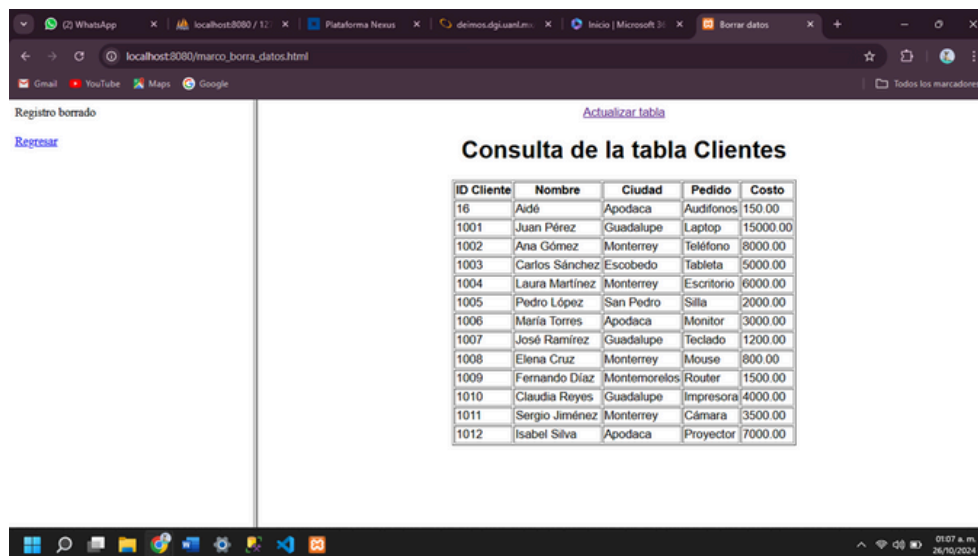 (2) WhatsApp
localhost:8080 / 12
Plataforma Nexus
deimos.dgi.uanl.mx
Inicio | Microsoft 36
Borrar datos
localhost:8080/marco_borra_datos.html
Gmail YouTube Maps Google
Todos los marcadores
Registro borrado
Regresar
Actualizar tabla
Consulta de la tabla Clientes
ID Cliente Nombre Ciudad Pedido Costo
16 Aidé Apodaca Audifonos 150.00
1001 Juan Pérez Guadalupe Laptop 15000.00
1002 Ana Gómez Monterrey Teléfono 8000.00
1003 Carlos Sánchez Escobedo Tableta 5000.00
1004 Laura Martínez Monterrey Escritorio 6000.00
1005 Pedro López San Pedro Silla 2000.00
1006 María Torres Apodaca Monitor 3000.00
1007 José Ramírez Guadalupe Teclado 1200.00
1008 Elena Cruz Monterrey Mouse 800.00
1009 Fernando Díaz Montemorelos Router 1500.00
1010 Claudia Reyes Guadalupe Impresora 4000.00
1011 Sergio Jiménez Monterrey Cámara 3500.00
1012 Isabel Silva Apodaca Proyector 7000.00
01:07 a. m.
26/10/2024